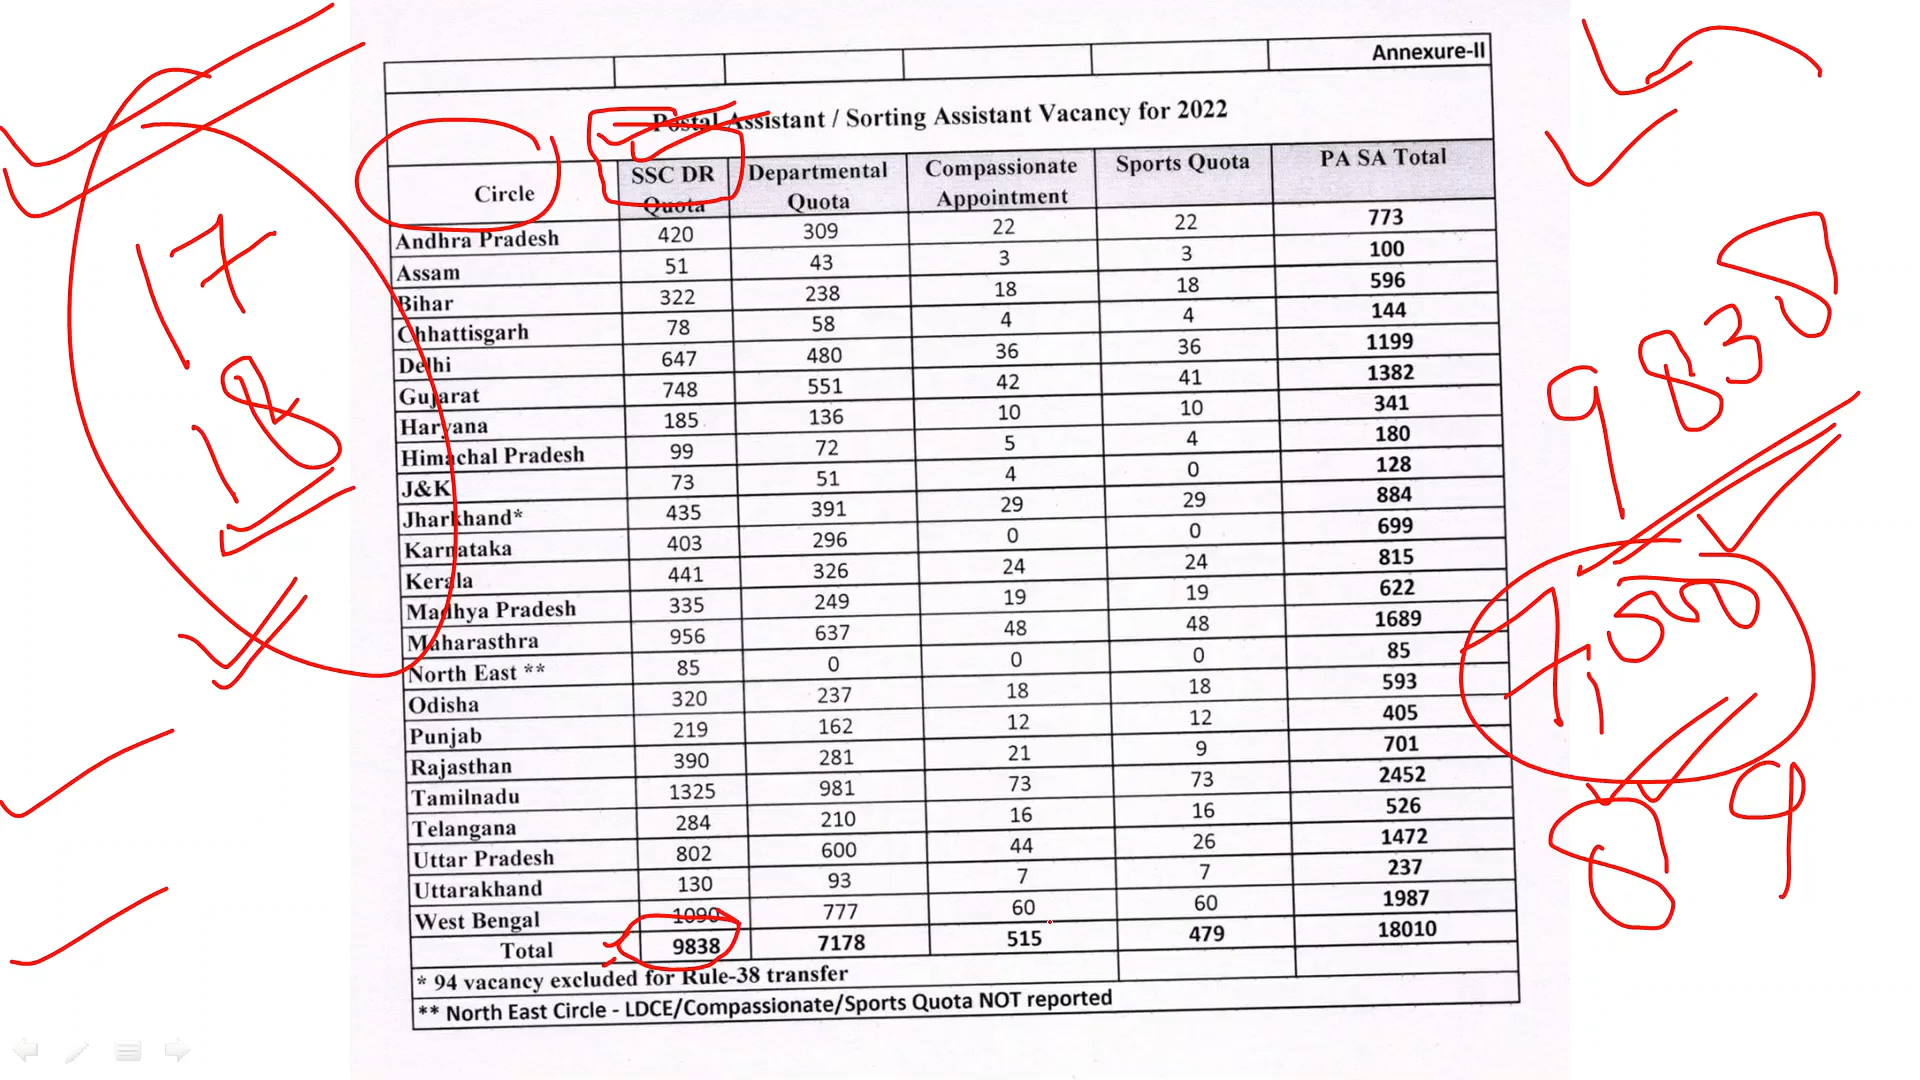 Annexure-II
Postal Assistant / Sorting Assistant Vacancy for 2022
Circle SSC DR Quota Departmental Quota Compassionate Appointment Sports Quota PA SA Total
Andhra Pradesh 420 309 22 22 773
Assam 51 43 3 3 100
Bihar 322 238 18 18 596
Chhattisgarh 78 58 4 4 144
Delhi 647 480 36 36 1199
Gujarat 748 551 42 41 1382
Haryana 185 136 10 10 341
Himachal Pradesh 99 72 5 4 180
J&K 73 51 4 0 128
Jharkhand* 435 391 29 29 884
Karnataka 403 296 0 0 699
Kerala 441 326 24 24 815
Madhya Pradesh 335 249 19 19 622
Maharasthra 956 637 48 48 1689
North East ** 85 0 0 0 85
Odisha 320 237 18 18 593
Punjab 219 162 12 12 405
Rajasthan 390 281 21 9 701
Tamilnadu 1325 981 73 73 2452
Telangana 284 210 16 16 526
Uttar Pradesh 802 600 44 26 1472
Uttarakhand 130 93 7 7 237
West Bengal 1090 777 60 60 1987
Total 9838 7178 515 479 18010
* 94 vacancy excluded for Rule-38 transfer
** North East Circle - LDCE/Compassionate/Sports Quota NOT reported
17
18
9838
8 9